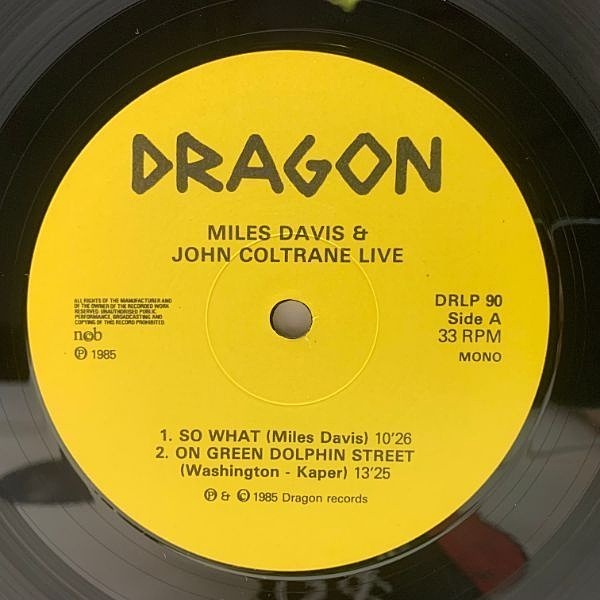 DRAGON
MILES DAVIS &
JOHN COLTRANE LIVE
ALL RIGHTS OF THE MANUFACTURER AND
OF THE OWNER OF THE RECORDED WORK
RESERVED. UNAUTHORISED PUBLIC
PERFORMANCE, BROADCASTING AND
COPYING OF THIS RECORD PROHIBITED
ncb
℗ 1985
DRLP 90
Side A
33 RPM
MONO
1. SO WHAT (Miles Davis) 10'26
2. ON GREEN DOLPHIN STREET
(Washington - Kaper) 13'25
℗ & © 1985 Dragon records